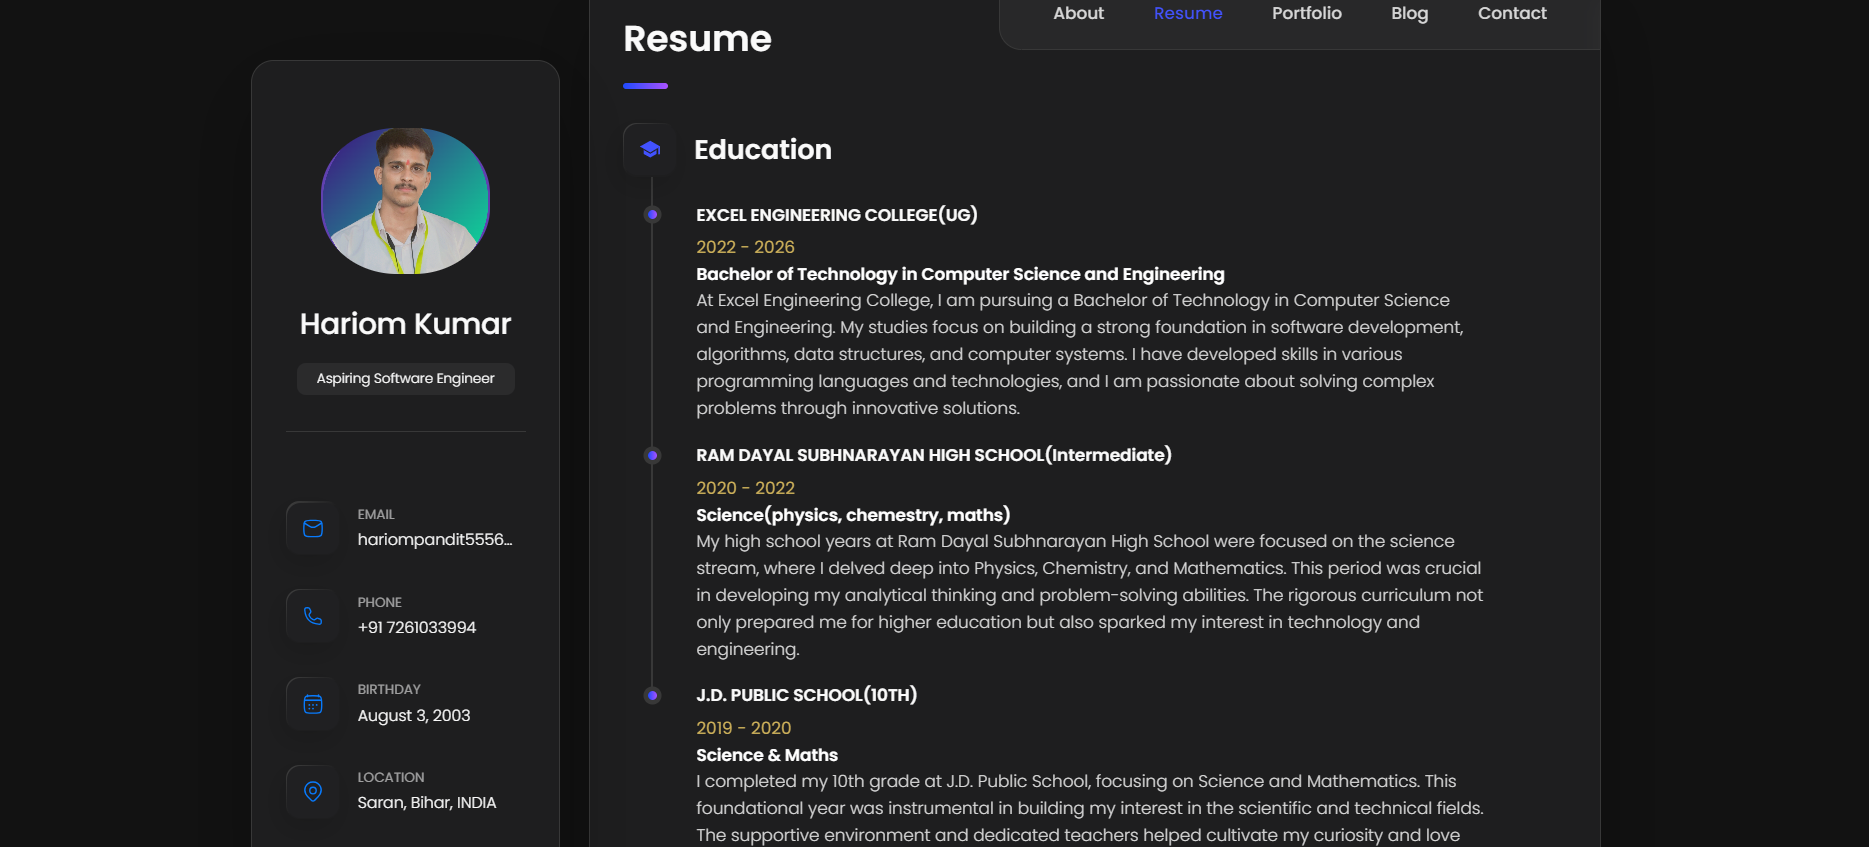 About
Resume
Portfolio
Blog
Contact
Hariom Kumar
Aspiring Software Engineer
EMAIL
hariompandit5556...
PHONE
+91 7261033994
BIRTHDAY
August 3, 2003
LOCATION
Saran, Bihar, INDIA
Resume
Education
EXCEL ENGINEERING COLLEGE(UG)
2022 - 2026
Bachelor of Technology in Computer Science and Engineering
At Excel Engineering College, I am pursuing a Bachelor of Technology in Computer Science
and Engineering. My studies focus on building a strong foundation in software development,
algorithms, data structures, and computer systems. I have developed skills in various
programming languages and technologies, and I am passionate about solving complex
problems through innovative solutions.
RAM DAYAL SUBHNARAYAN HIGH SCHOOL(Intermediate)
2020 - 2022
Science(physics, chemestry, maths)
My high school years at Ram Dayal Subhnarayan High School were focused on the science
stream, where I delved deep into Physics, Chemistry, and Mathematics. This period was crucial
in developing my analytical thinking and problem-solving abilities. The rigorous curriculum not
only prepared me for higher education but also sparked my interest in technology and
engineering.
J.D. PUBLIC SCHOOL(10TH)
2019 - 2020
Science & Maths
I completed my 10th grade at J.D. Public School, focusing on Science and Mathematics. This
foundational year was instrumental in building my interest in the scientific and technical fields.
The supportive environment and dedicated teachers helped cultivate my curiosity and love